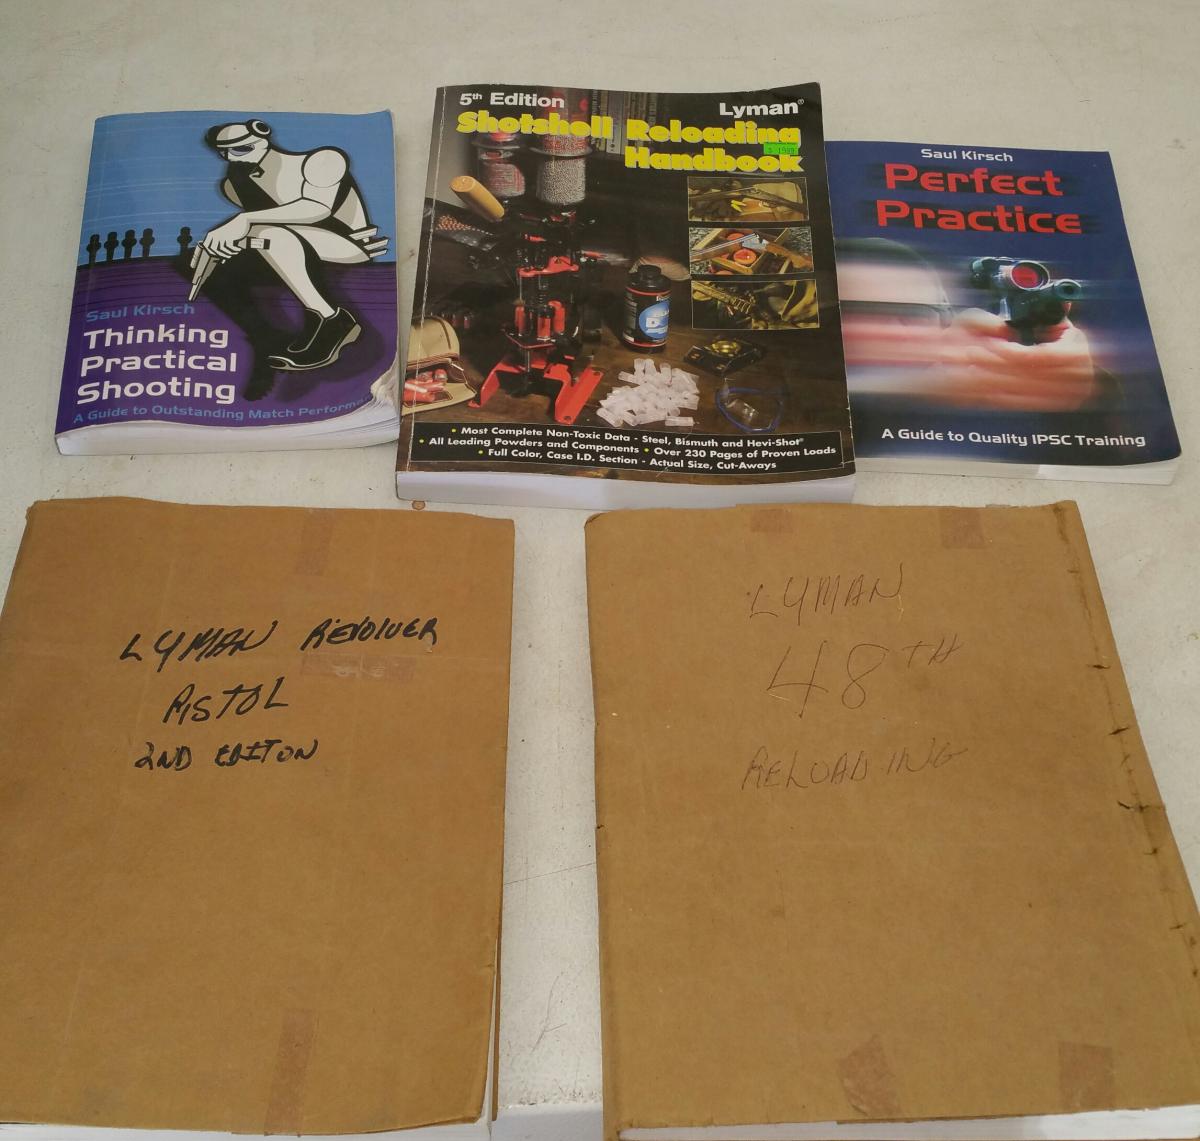 Saul Kirsch
Thinking
Practical
Shooting
A Guide to Outstanding Match Performa
5th Edition
Lyman®
Shotshell Reloading
Handbook
$ 1999
• Most Complete Non-Toxic Data - Steel, Bismuth and Hevi-Shot®
• All Leading Powders and Components • Over 230 Pages of Proven Loads
• Full Color, Case I.D. Section - Actual Size, Cut-Aways
Saul Kirsch
Perfect
Practice
A Guide to Quality IPSC Training
LYMAN REVOLVER
PISTOL
2ND EDITON
LYMAN
48TH
RELOADING